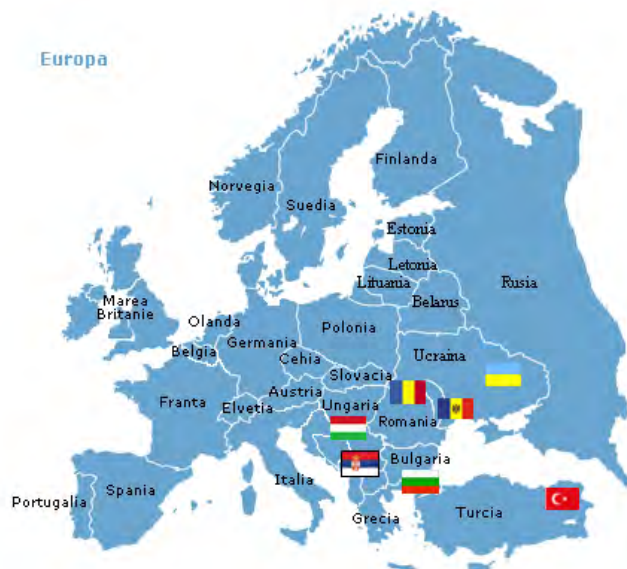 Europa
Finlanda
Norvegia
Suedia
Estonia
Letonia
Lituania
Rusia
Marea
Britanie
Belarus
Olanda
Polonia
Germania
Belgia
Ucraina
Cehia
Slovacia
Austria
Franta
Elvetia
Ungaria
Romania
Bulgaria
Italia
Spania
Portugalia
Turcia
Grecia